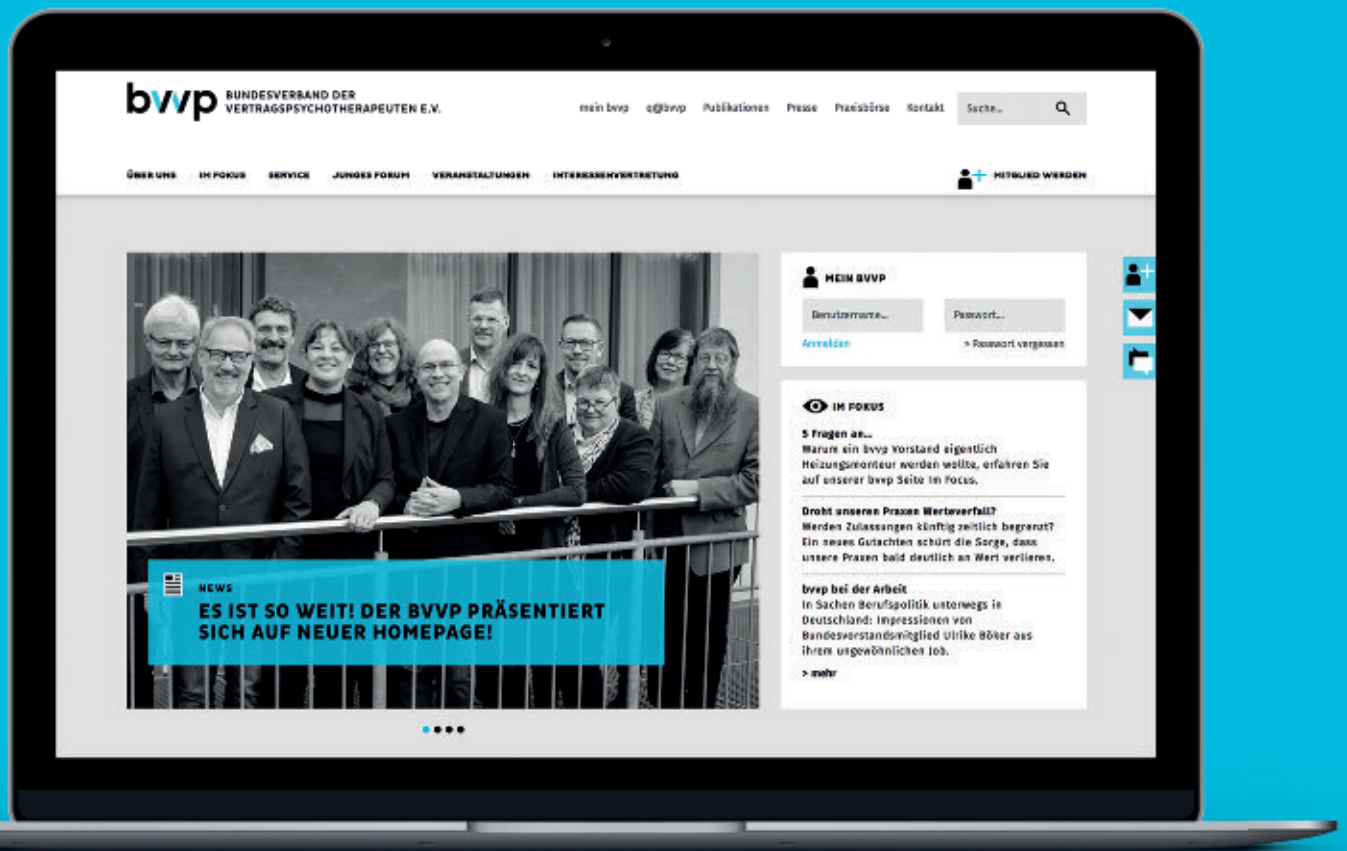 bvvp
BUNDESVERBAND DER
VERTRAGSPSYCHOTHERAPEUTEN E.V.
mein bvvp q@bvvp Publikationen Presse Praxisbörse Kontakt Suche...
ÜBER UNS IM FOKUS SERVICE JUNGES FORUM VERANSTALTUNGEN INTERESSENVERTRETUNG MITGLIED WERDEN
NEWS
ES IST SO WEIT! DER BVVP PRÄSENTIERT
SICH AUF NEUER HOMEPAGE!
MEIN BVVP
Benutzername... Passwort...
Anmelden > Passwort vergessen
IM FOKUS
5 Fragen an...
Warum ein bvvp Vorstand eigentlich
Heizungsmonteur werden wollte, erfahren Sie
auf unserer bvvp Seite Im Focus.
Droht unseren Praxen Werteverfall?
Werden Zulassungen künftig zeitlich begrenzt?
Ein neues Gutachten schürt die Sorge, dass
unsere Praxen bald deutlich an Wert verlieren.
bvvp bei der Arbeit
In Sachen Berufspolitik unterwegs in
Deutschland: Impressionen von
Bundesvorstandsmitglied Ulrike Böker aus
ihrem ungewöhnlichen Job.
> mehr